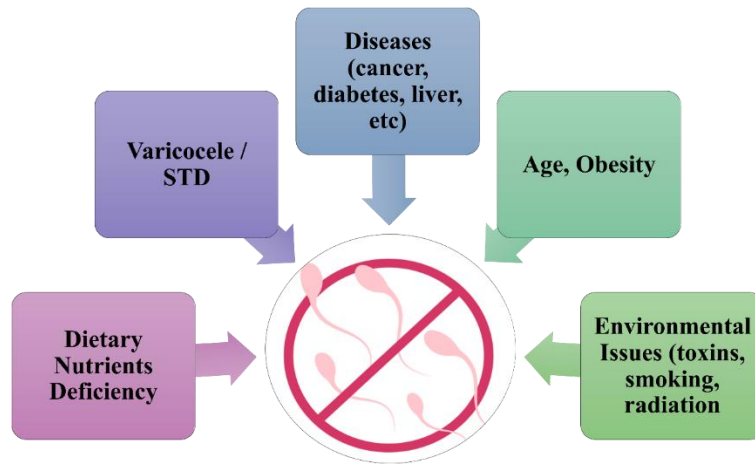 Diseases
(cancer,
diabetes, liver,
etc)
Varicocele /
STD
Age, Obesity
Dietary
Nutrients
Deficiency
Environmental
Issues (toxins,
smoking,
radiation